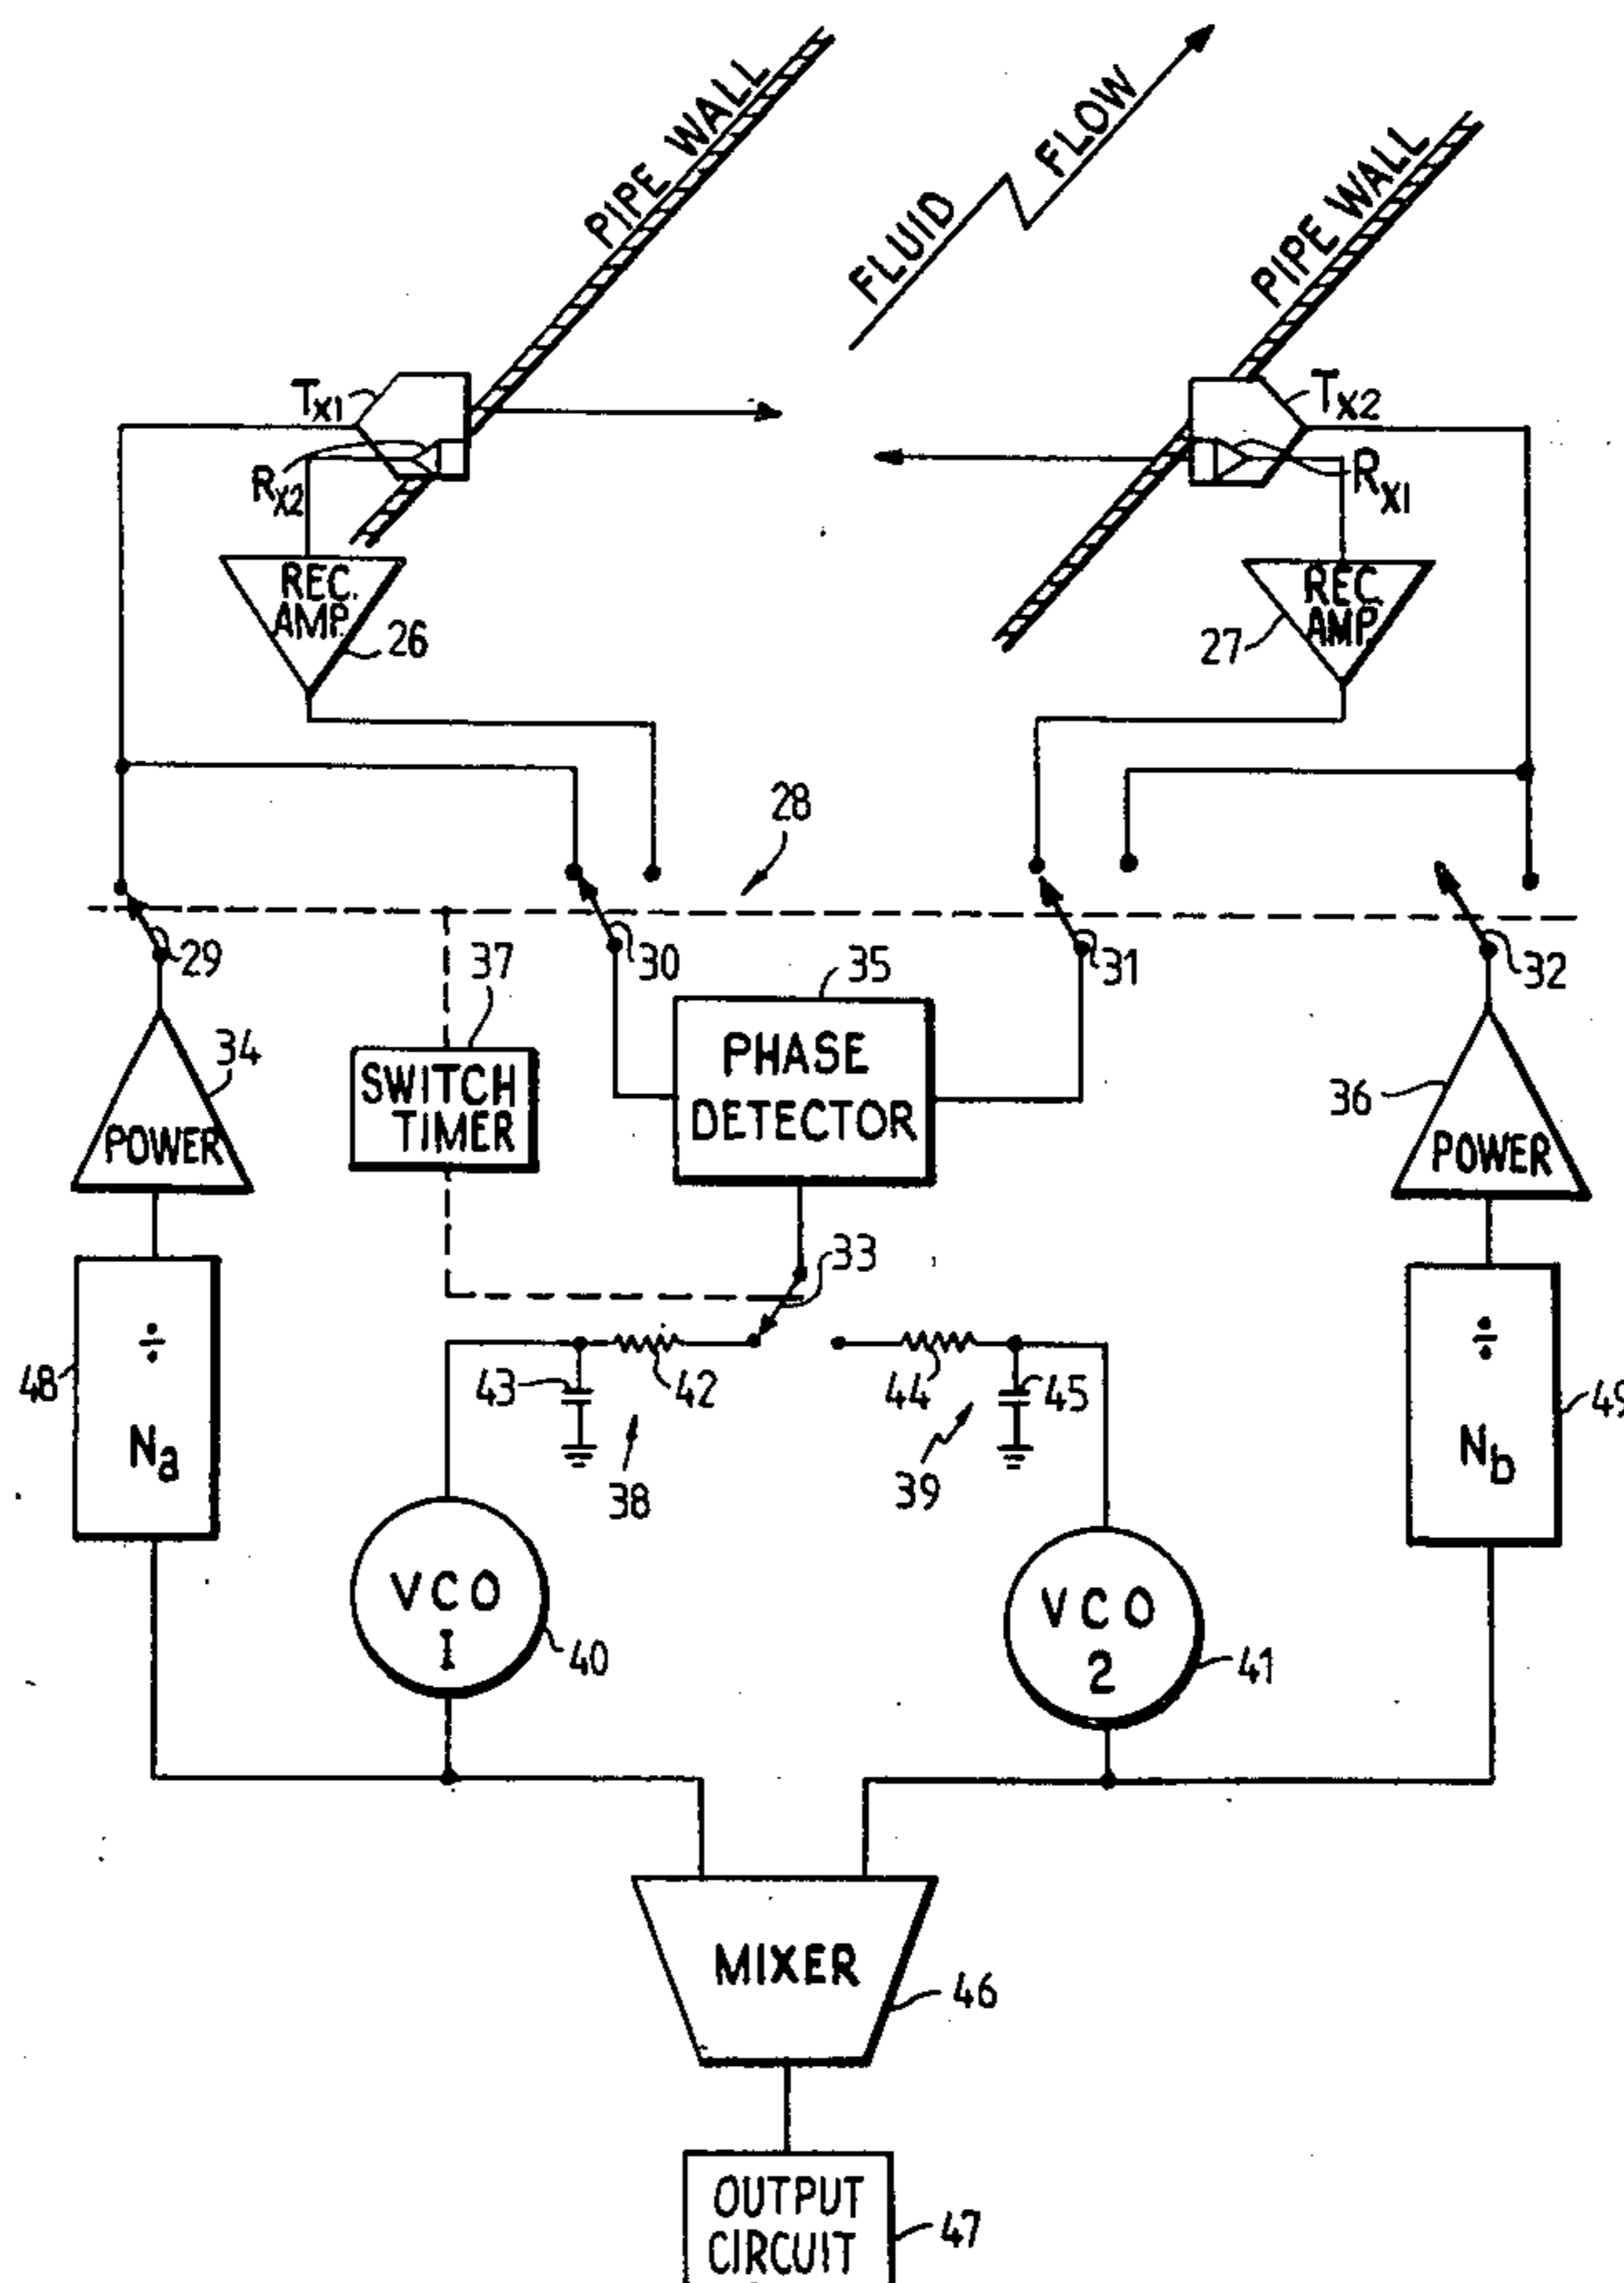 PIPE WALL
FLUID FLOW
PIPE WALL
Tx1
Tx2
Rx2
Rx1
REC.
AMP.
26
REC.
AMP.
27
28
29
30
31
32
37
35
34
SWITCH
TIMER
PHASE
DETECTOR
36
POWER
POWER
33
48
÷
Na
43
42
44
45
÷
Nb
49
38
39
VCO
1
40
VCO
2
41
MIXER
46
OUTPUT
CIRCUIT
47